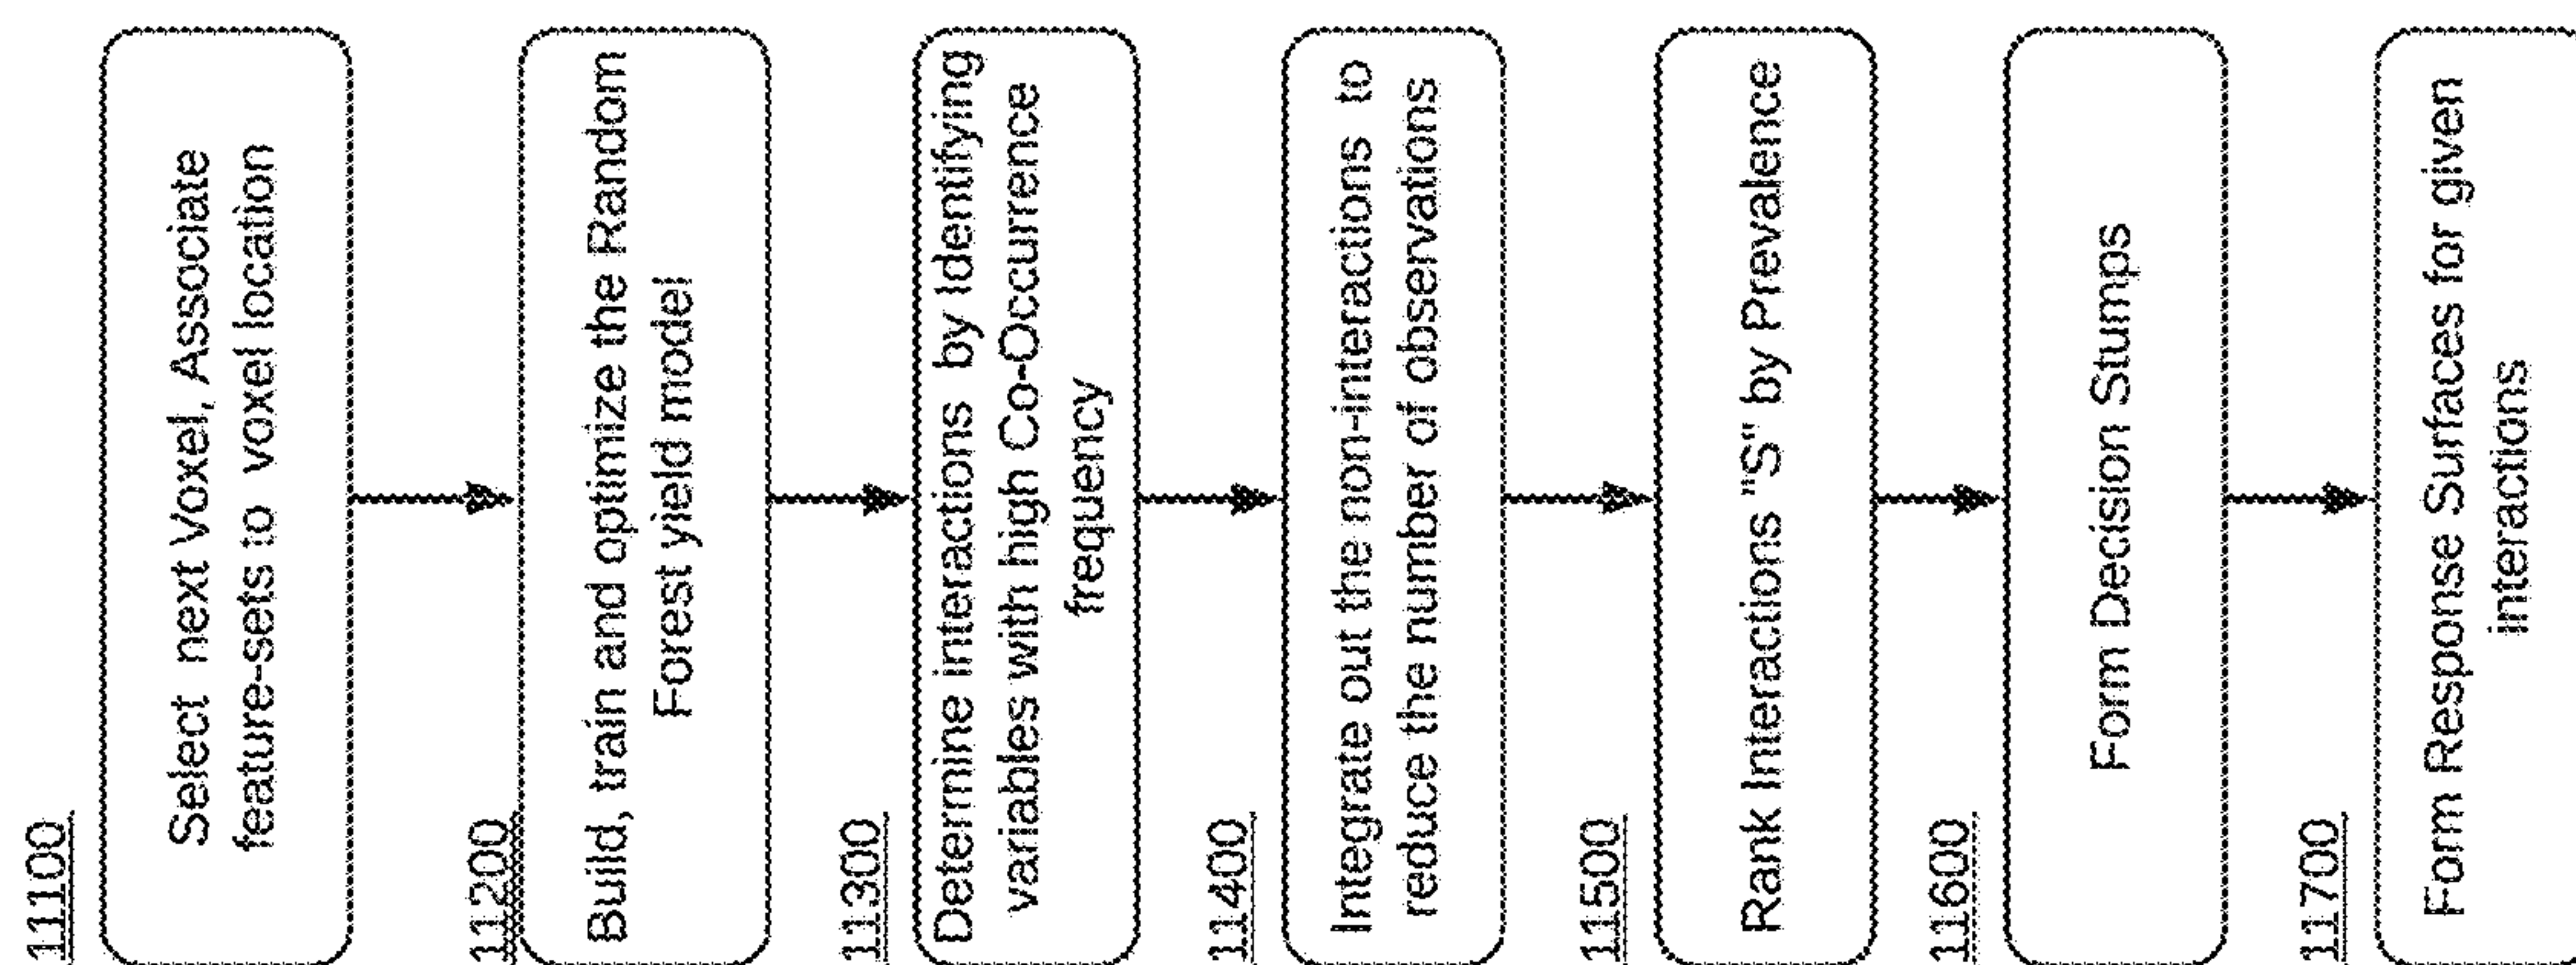 11100
Select next Voxel, Associate
feature-sets to voxel location
11200
Build, train and optimize the Random
Forest yield model
11300
Determine interactions by Identifying
variables with high Co-Occurrence
frequency
11400
Integrate out the non-interactions to
reduce the number of observations
11500
Rank Interactions "S" by Prevalence
11600
Form Decision Stumps
11700
Form Response Surfaces for given
interactions